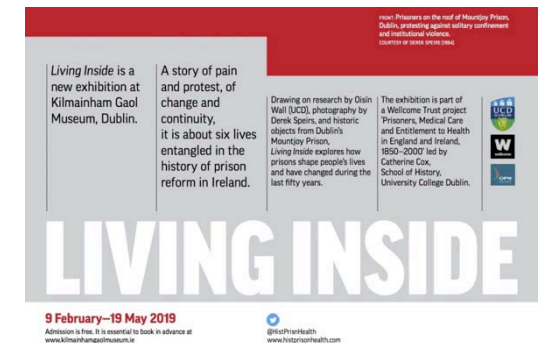 FRONT: Prisoners on the roof of Mountjoy Prison,
Dublin, protesting against solitary confinement
and institutional violence.
COURTESY OF DEREK SPEIRS (1984)
Living Inside is a
new exhibition at
Kilmainham Gaol
Museum, Dublin.
A story of pain
and protest, of
change and
continuity,
it is about six lives
entangled in the
history of prison
reform in Ireland.
Drawing on research by Oisín
Wall (UCD), photography by
Derek Speirs, and historic
objects from Dublin's
Mountjoy Prison,
Living Inside explores how
prisons shape people's lives
and have changed during the
last fifty years.
The exhibition is part of
a Wellcome Trust project
'Prisoners, Medical Care
and Entitlement to Health
in England and Ireland,
1850–2000' led by
Catherine Cox,
School of History,
University College Dublin.
UCD
W
wellcome
OPW
LIVING INSIDE
9 February–19 May 2019
Admission is free. It is essential to book in advance at
www.kilmainhamgaolmuseum.ie
@HistPrisnHealth
www.histprisonhealth.com